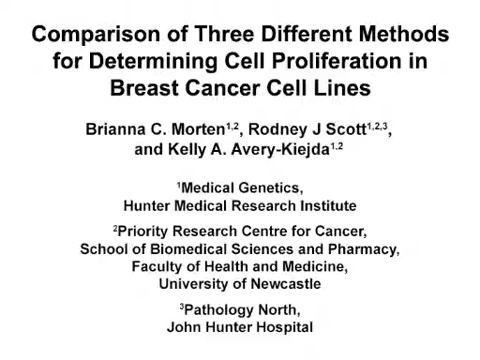 Comparison of Three Different Methods
for Determining Cell Proliferation in
Breast Cancer Cell Lines
Brianna C. Morten¹,², Rodney J Scott¹,²,³,
and Kelly A. Avery-Kiejda¹,²
¹Medical Genetics,
Hunter Medical Research Institute
²Priority Research Centre for Cancer,
School of Biomedical Sciences and Pharmacy,
Faculty of Health and Medicine,
University of Newcastle
³Pathology North,
John Hunter Hospital